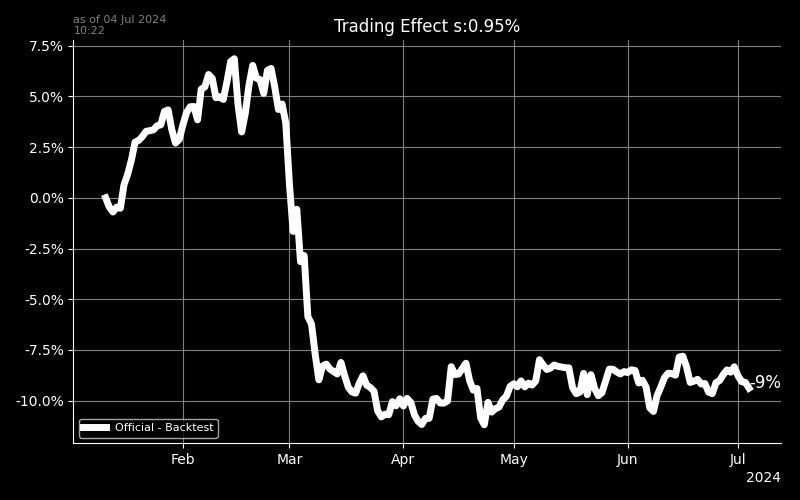 as of 04 Jul 2024
10:22
Trading Effect s:0.95%
7.5%
5.0%
2.5%
0.0%
-2.5%
-5.0%
-7.5%
-10.0%
-9%
Official - Backtest
Feb Mar Apr May Jun Jul
2024